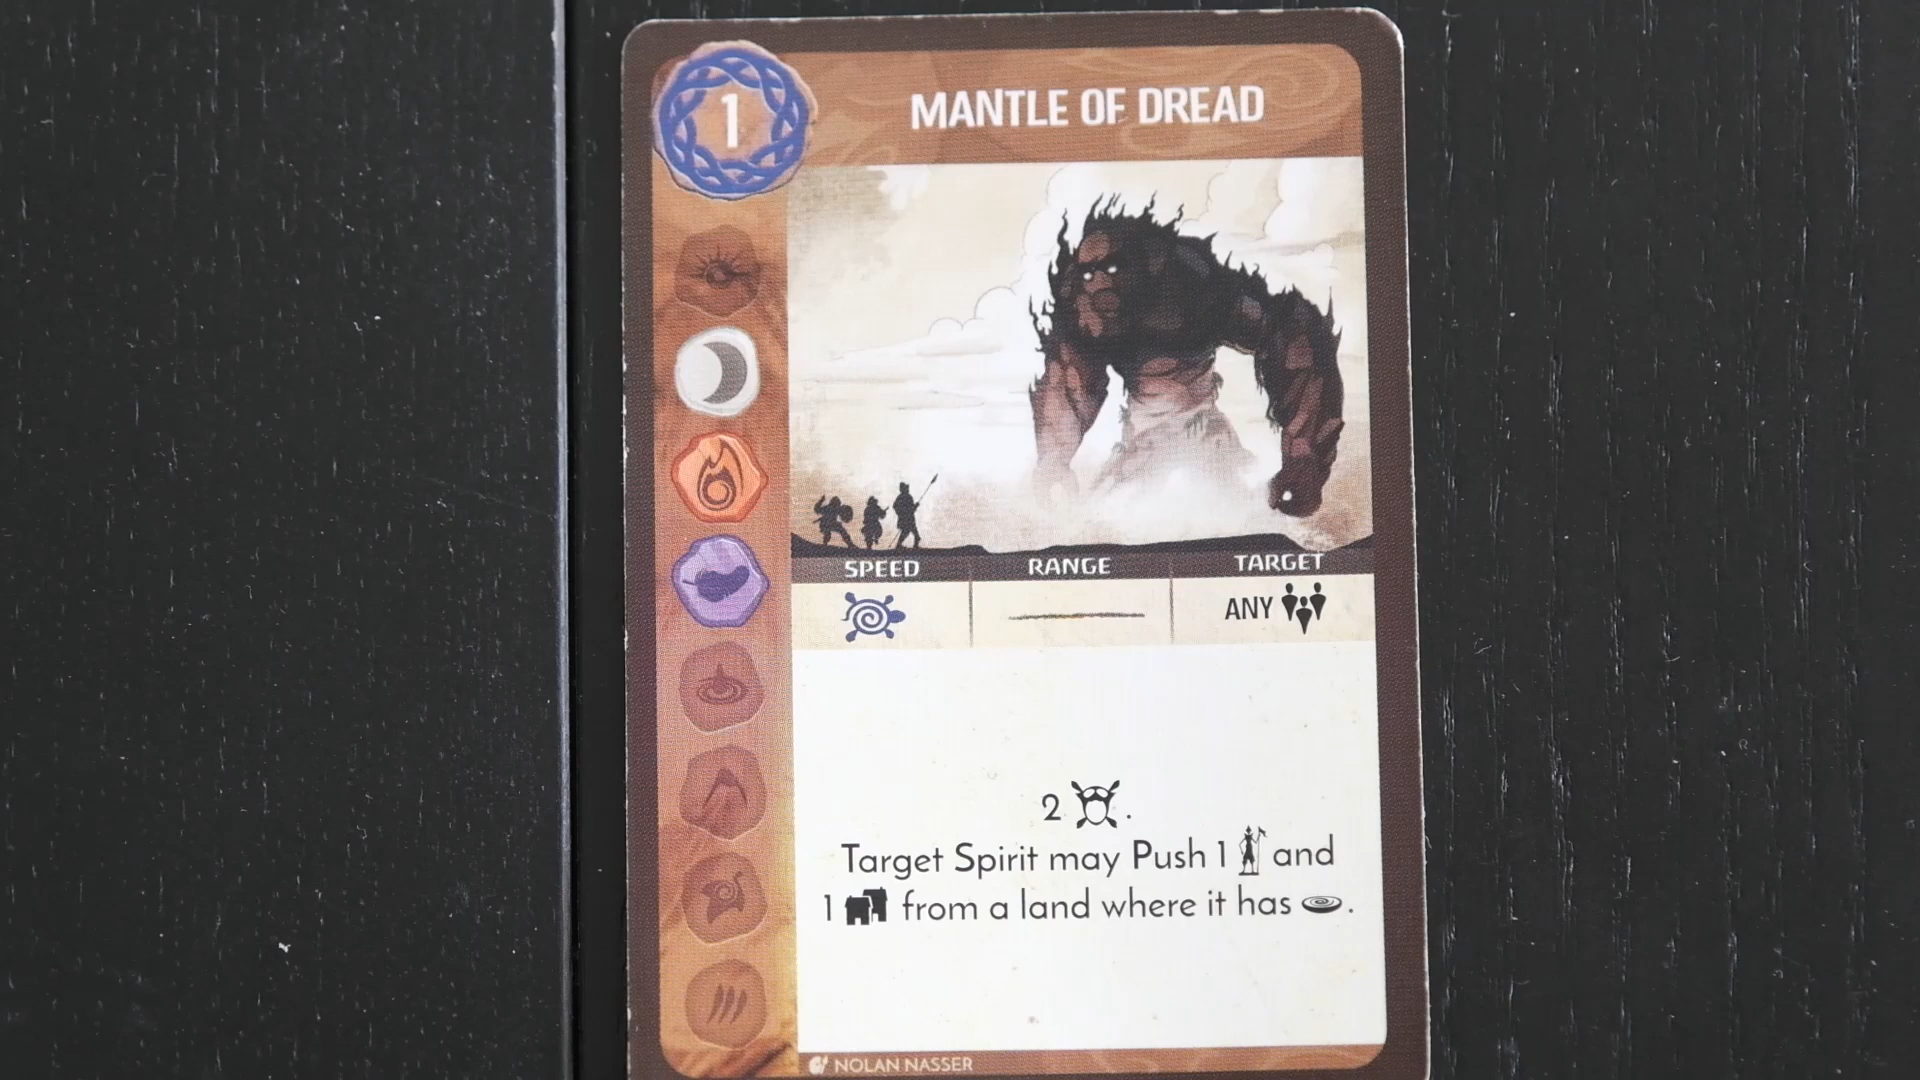 1
MANTLE OF DREAD
SPEED RANGE TARGET
ANY
2 .
Target Spirit may Push 1 and
1 from a land where it has .
NOLAN NASSER